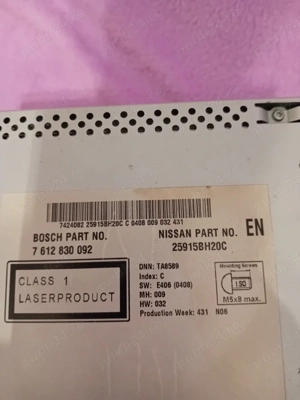 7424082 25915BH20C C 0408 009 032 431
BOSCH PART NO.
7 612 830 092
NISSAN PART NO.
25915BH20C
EN
CLASS 1
LASERPRODUCT
DNN: TA8589
Index: C
SW: E406 (0408)
MH: 009
HW: 032
Production Week: 431 N06
Mounting Screws
ISO
M5x8 max.